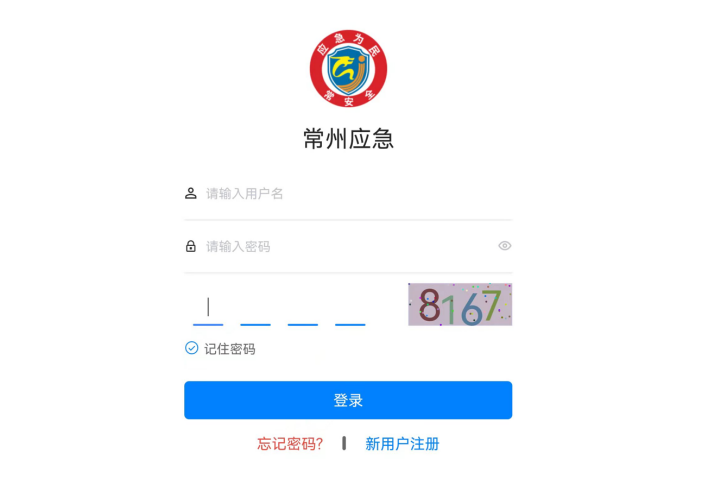 应急为民
常安全
常州应急
请输入用户名
请输入密码
8167
记住密码
登录
忘记密码?
新用户注册